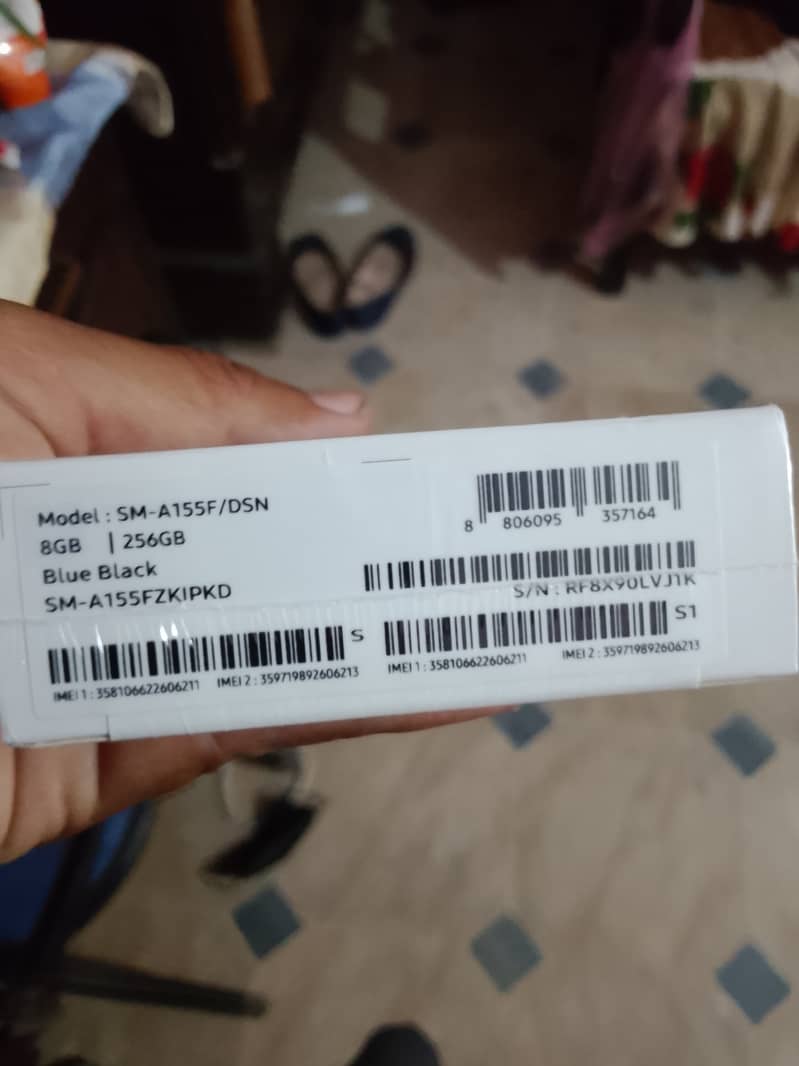 Model : SM-A155F/DSN
8GB | 256GB
Blue Black
SM-A155FZKIPKD
8 806095 357164
S/N : RF8X90LVJ1K
S
IMEI 1 : 358106622606211 IMEI 2 : 359719892606213
S1
IMEI 1 : 358106622606211 IMEI 2 : 359719892606213